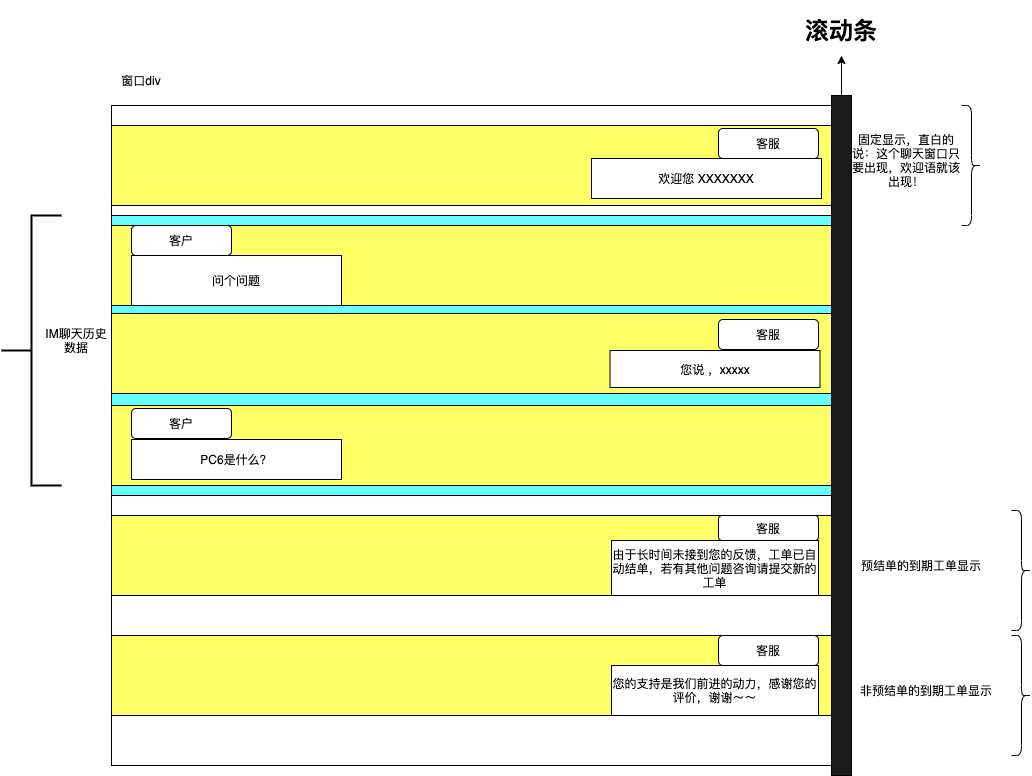 滚动条
窗口div
客服
欢迎您 XXXXXXX
固定显示，直白的
说：这个聊天窗口只
要出现，欢迎语就该
出现！
客户
问个问题
IM聊天历史
数据
客服
您说 ，xxxxx
客户
PC6是什么？
客服
由于长时间未接到您的反馈，工单已自
动结单，若有其他问题咨询请提交新的
工单
预结单的到期工单显示
客服
您的支持是我们前进的动力，感谢您的
评价，谢谢～～
非预结单的到期工单显示